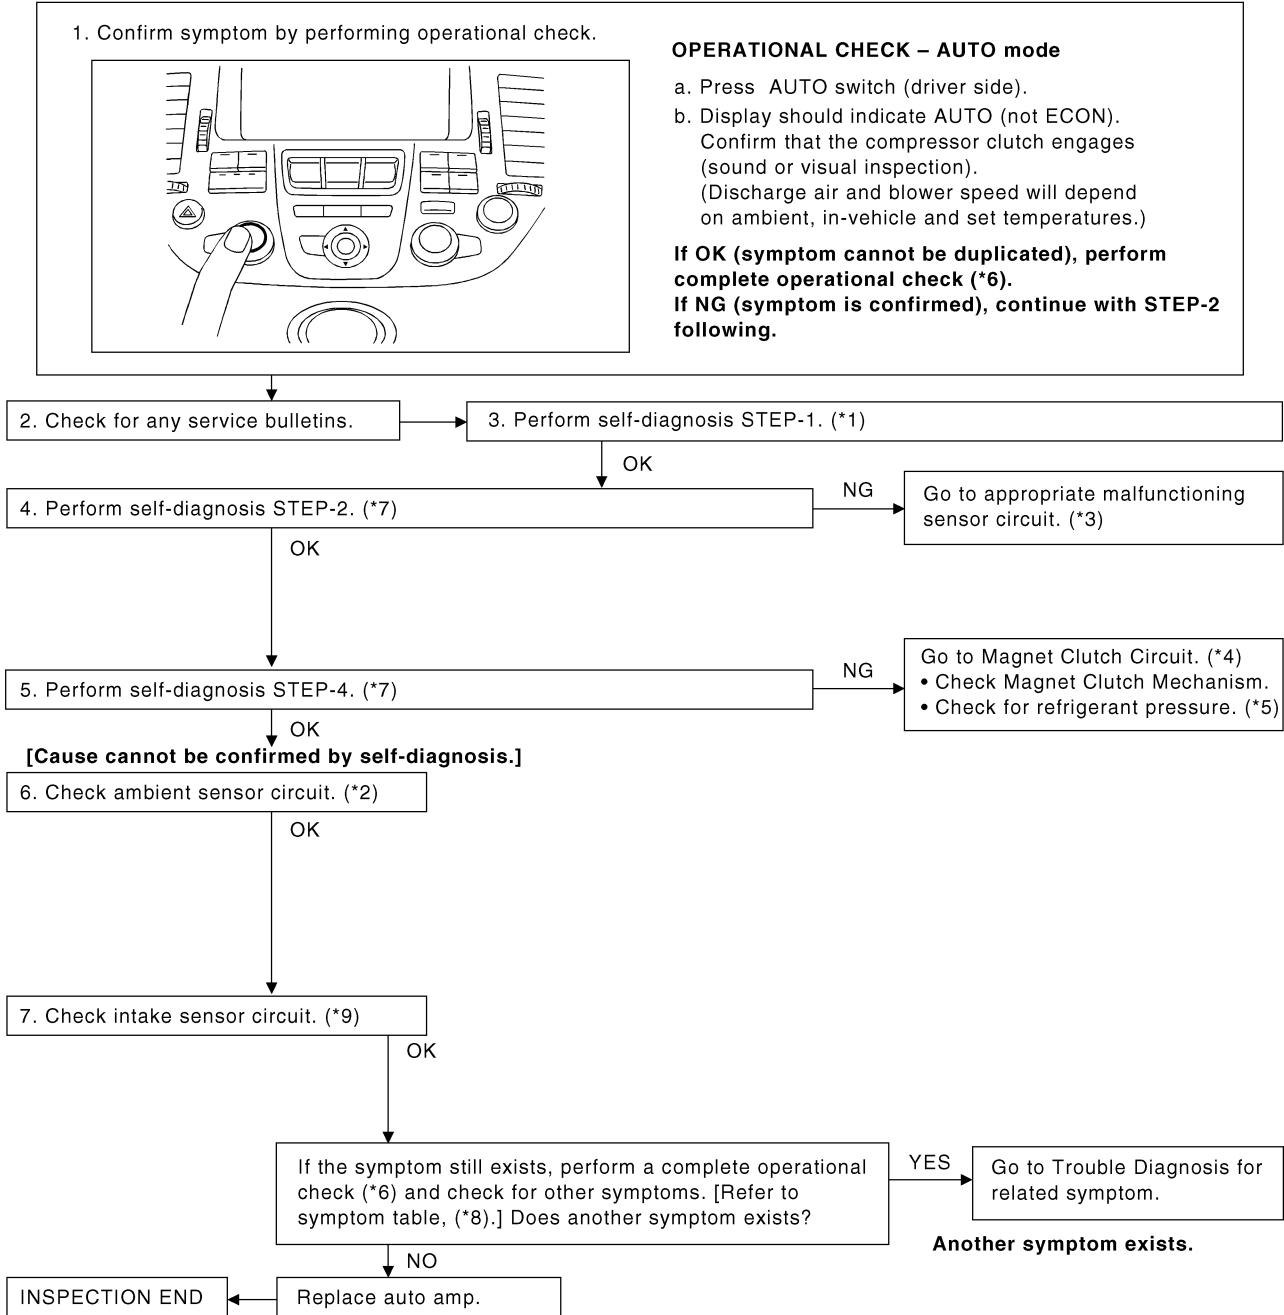 1. Confirm symptom by performing operational check.
OPERATIONAL CHECK – AUTO mode
a. Press AUTO switch (driver side).
b. Display should indicate AUTO (not ECON).
Confirm that the compressor clutch engages
(sound or visual inspection).
(Discharge air and blower speed will depend
on ambient, in-vehicle and set temperatures.)
If OK (symptom cannot be duplicated), perform
complete operational check (*6).
If NG (symptom is confirmed), continue with STEP-2
following.
2. Check for any service bulletins.
3. Perform self-diagnosis STEP-1. (*1)
OK
4. Perform self-diagnosis STEP-2. (*7)
NG
Go to appropriate malfunctioning
sensor circuit. (*3)
OK
5. Perform self-diagnosis STEP-4. (*7)
NG
Go to Magnet Clutch Circuit. (*4)
• Check Magnet Clutch Mechanism.
• Check for refrigerant pressure. (*5)
OK
[Cause cannot be confirmed by self-diagnosis.]
6. Check ambient sensor circuit. (*2)
OK
7. Check intake sensor circuit. (*9)
OK
If the symptom still exists, perform a complete operational
check (*6) and check for other symptoms. [Refer to
symptom table, (*8).] Does another symptom exists?
YES
Go to Trouble Diagnosis for
related symptom.
Another symptom exists.
NO
Replace auto amp.
INSPECTION END